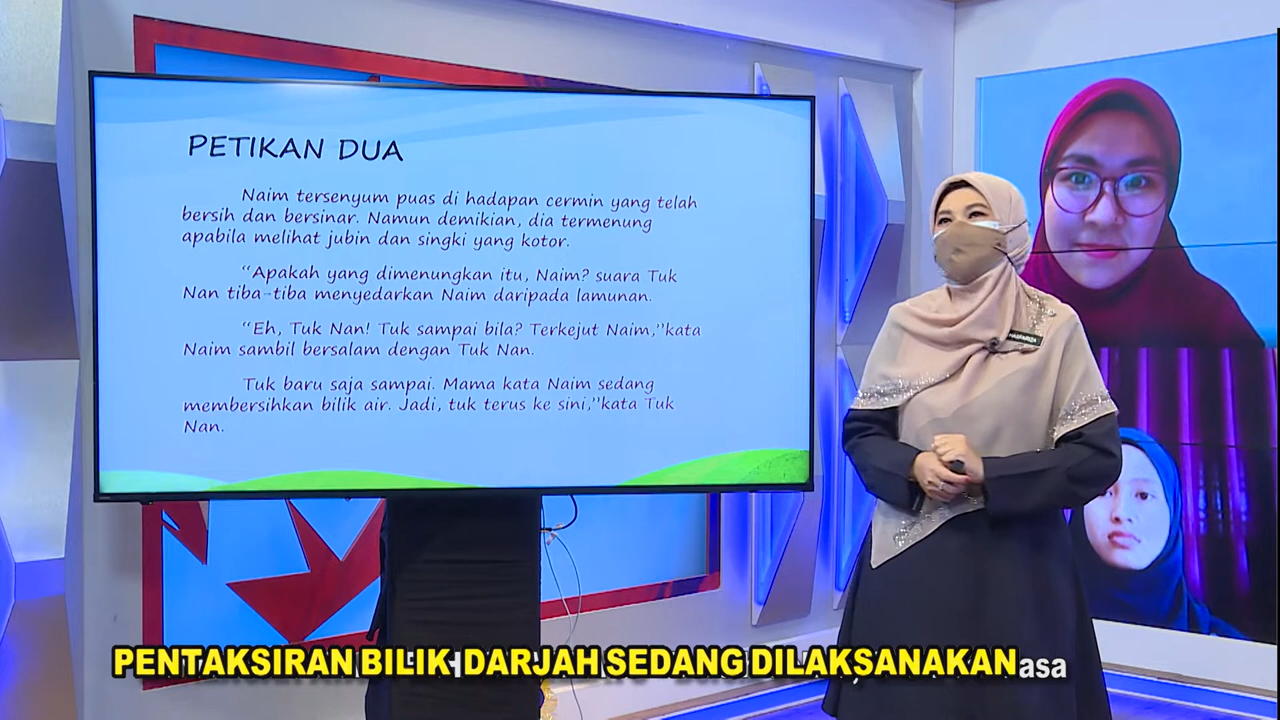 PETIKAN DUA
Naim tersenyum puas di hadapan cermin yang telah
bersih dan bersinar. Namun demikian, dia termenung
apabila melihat jubin dan singki yang kotor.
“Apakah yang dimenungkan itu, Naim? suara Tuk
Nan tiba-tiba menyedarkan Naim daripada lamunan.
“Eh, Tuk Nan! Tuk sampai bila? Terkejut Naim,”kata
Naim sambil bersalam dengan Tuk Nan.
Tuk baru saja sampai. Mama kata Naim sedang
membersihkan bilik air. Jadi, tuk terus ke sini,”kata Tuk
Nan.
PENTAKSIRAN BILIK DARJAH SEDANG DILAKSANAKAN
asa